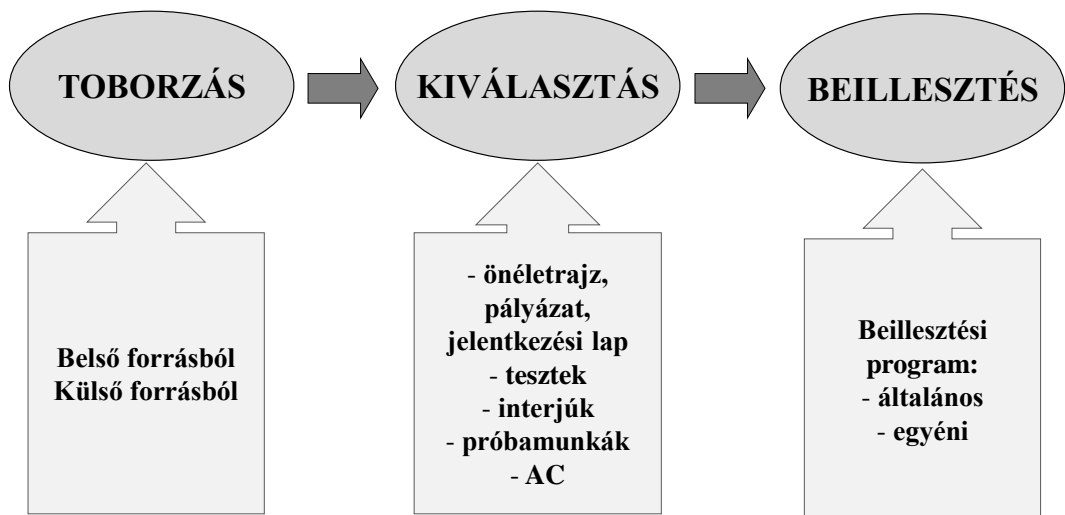 TOBORZÁS
KIVÁLASZTÁS
BEILLESZTÉS
Belső forrásból
Külső forrásból
- önéletrajz,
pályázat,
jelentkezési lap
- tesztek
- interjúk
- próbamunkák
- AC
Beillesztési
program:
- általános
- egyéni